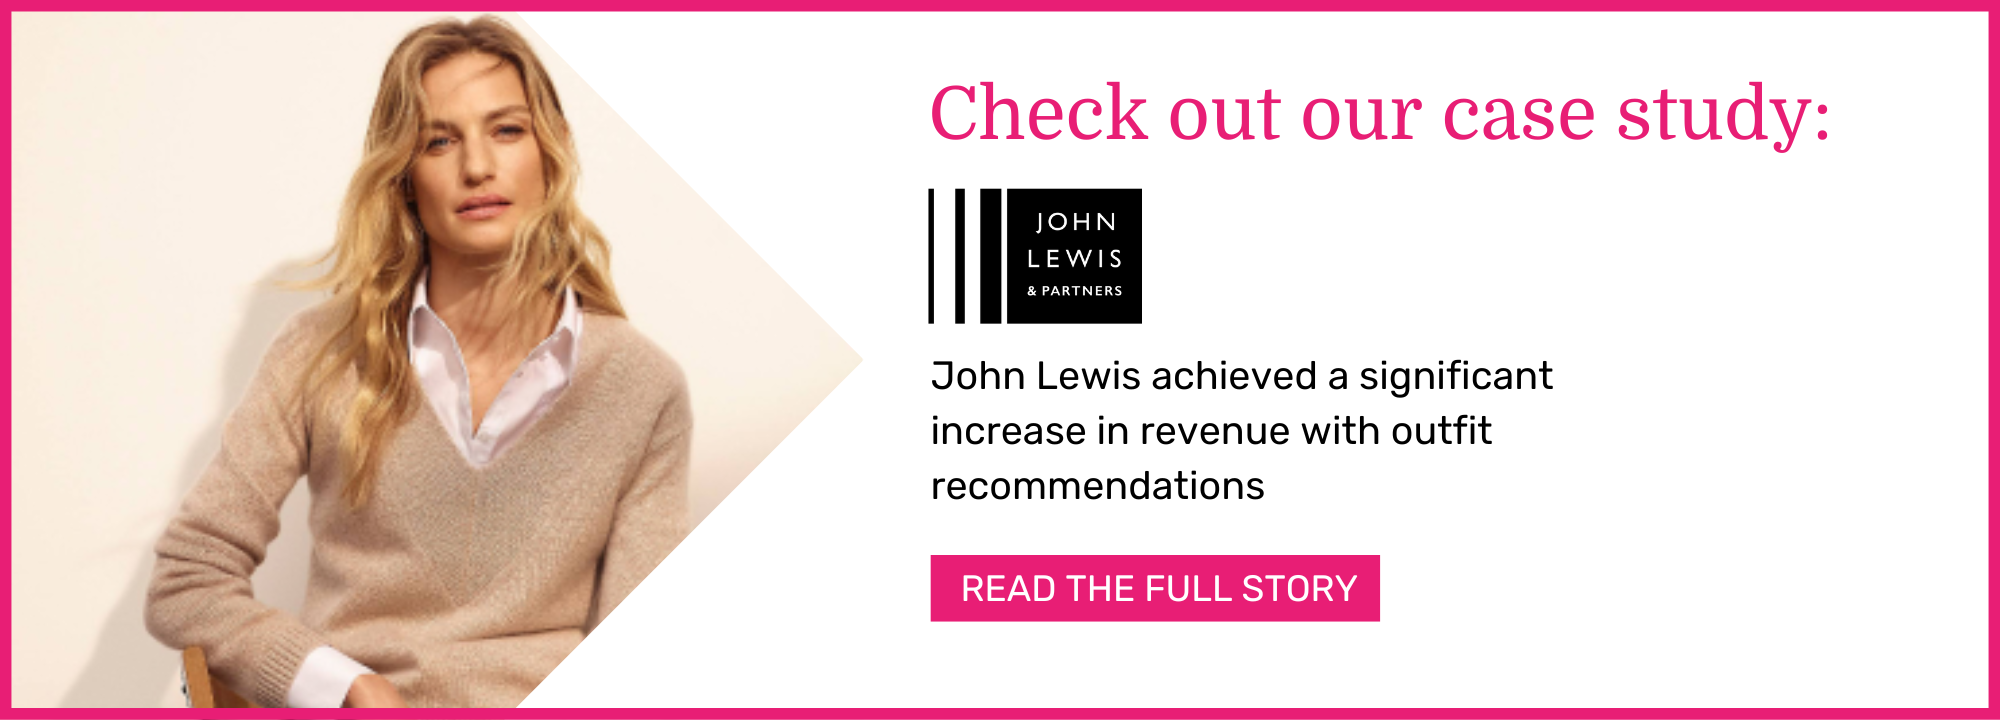 Check out our case study:
JOHN
LEWIS
& PARTNERS
John Lewis achieved a significant
increase in revenue with outfit
recommendations
READ THE FULL STORY